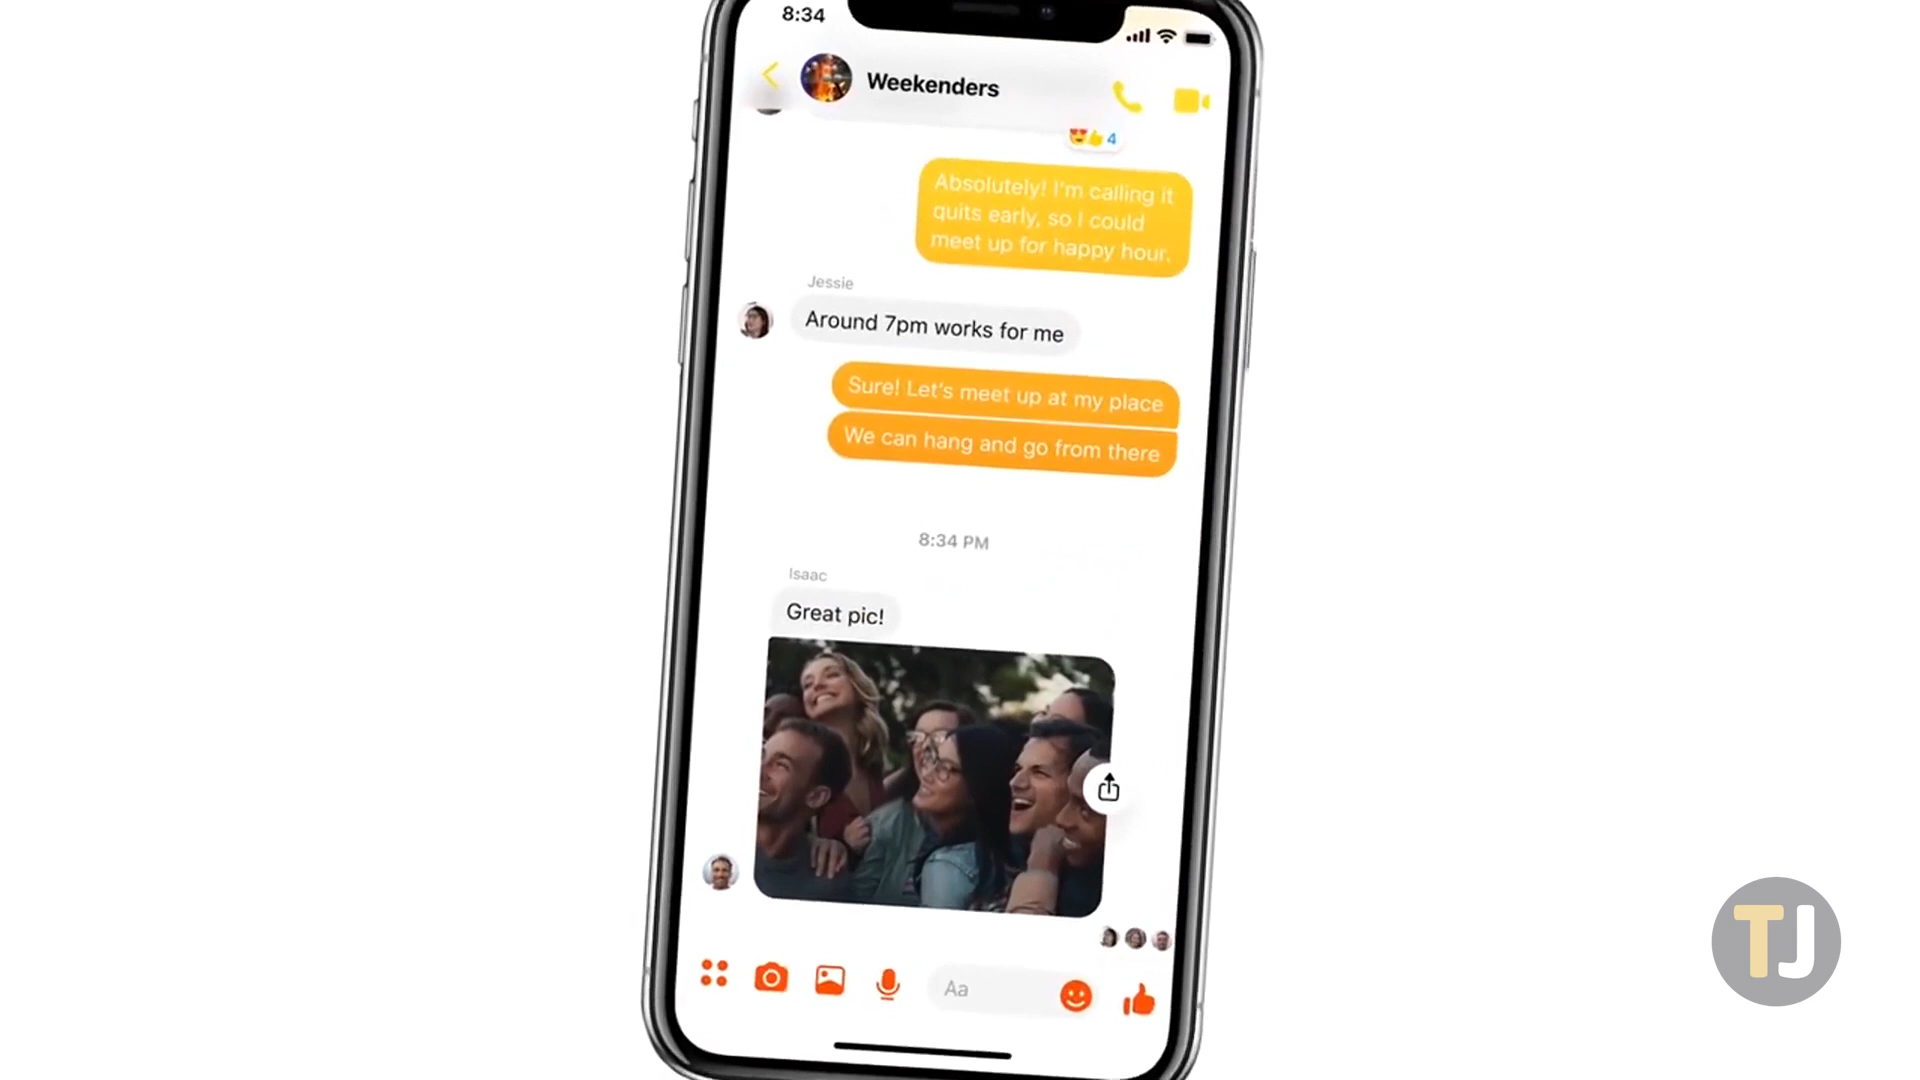 8:34
Weekenders
4
Absolutely! I'm calling it
quits early, so I could
meet up for happy hour.
Jessie
Around 7pm works for me
Sure! Let's meet up at my place
We can hang and go from there
8:34 PM
Isaac
Great pic!
Aa
TJ